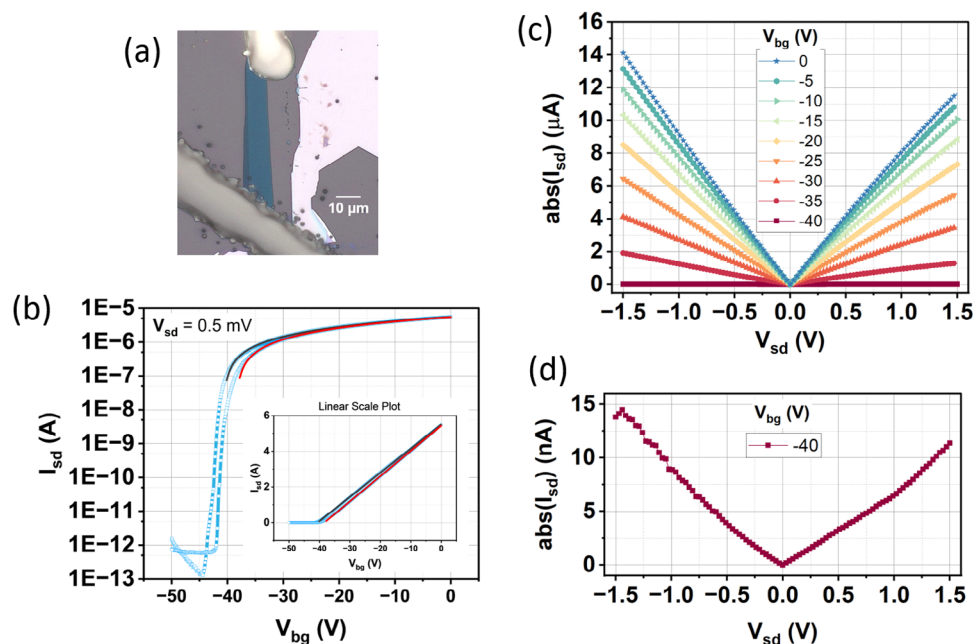 (a)
10 μm
(b)
1E-5
1E-6
1E-7
1E-8
1E-9
1E-10
1E-11
1E-12
1E-13
I_sd (A)
V_sd = 0.5 mV
−50 −40 −30 −20 −10 0
V_bg (V)
Linear Scale Plot
6
4
2
0
I_sd (A)
−50 −40 −30 −20 −10 0
V_bg (V)
(c)
16
14
12
10
8
6
4
2
0
abs(I_sd) (μA)
V_bg (V)
0
-5
-10
-15
-20
-25
-30
-35
-40
−1.5 −1.0 −0.5 0.0 0.5 1.0 1.5
V_sd (V)
(d)
15
10
5
0
abs(I_sd) (nA)
V_bg (V)
-40
−1.5 −1.0 −0.5 0.0 0.5 1.0 1.5
V_sd (V)